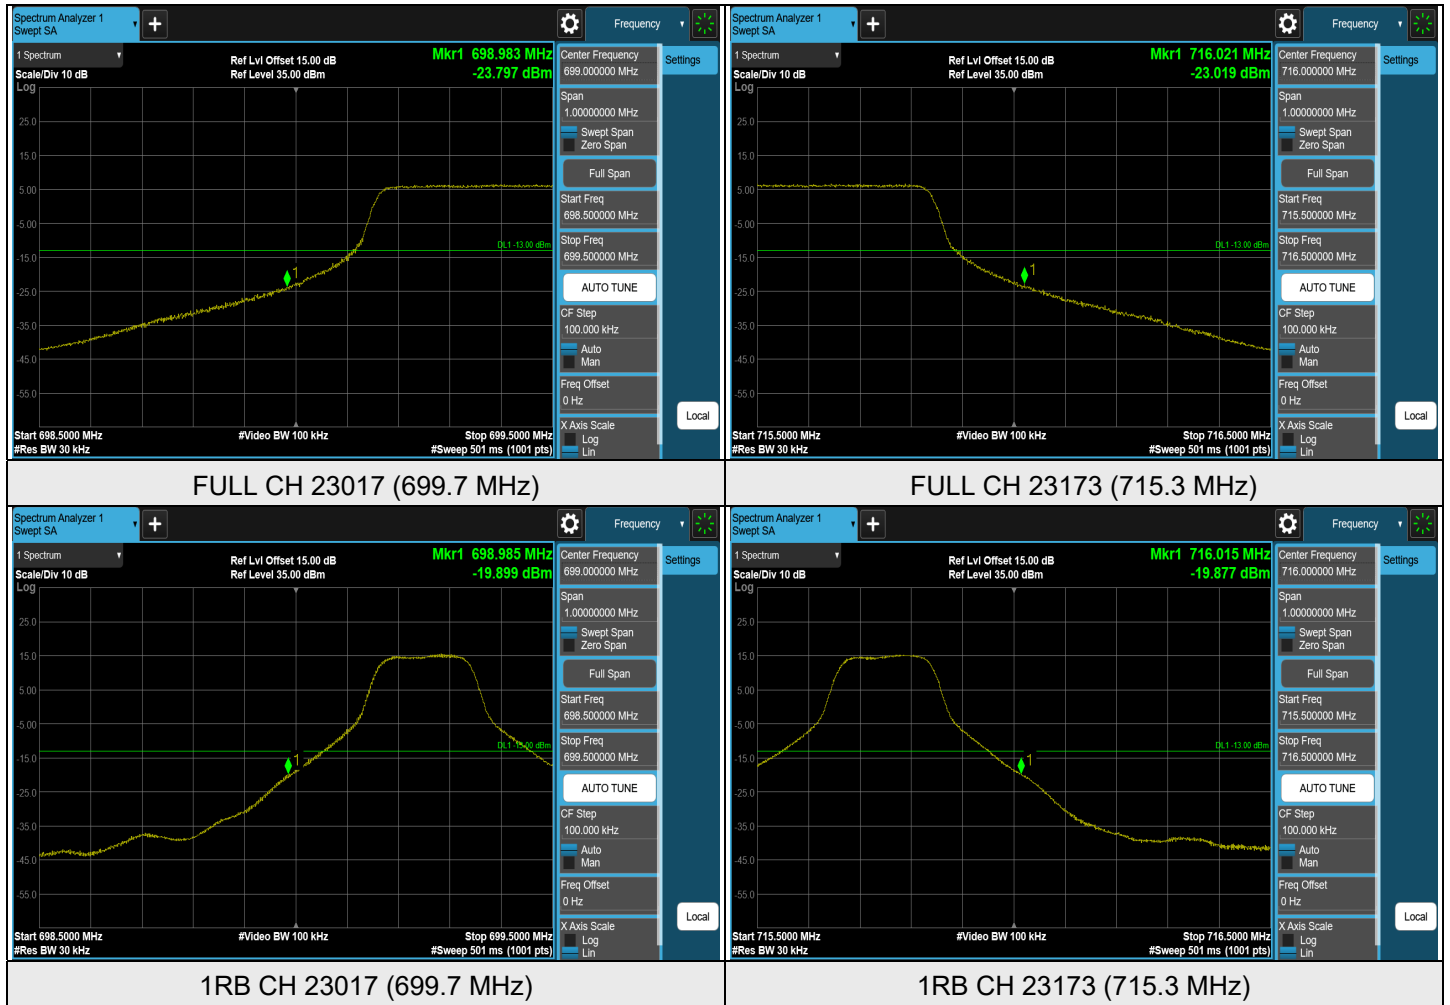 Spectrum Analyzer 1
Swept SA
+
Frequency
1 Spectrum
Scale/Div 10 dB
Log
Ref Lvl Offset 15.00 dB
Ref Level 35.00 dBm
Mkr1 698.983 MHz
-23.797 dBm
25.0
15.0
5.00
-5.00
-15.0
-25.0
-35.0
-45.0
-55.0
DL1 -13.00 dBm
1
Start 698.5000 MHz
#Res BW 30 kHz
#Video BW 100 kHz
Stop 699.5000 MHz
#Sweep 501 ms (1001 pts)
Center Frequency
699.000000 MHz
Span
1.00000000 MHz
Swept Span
Zero Span
Full Span
Start Freq
698.500000 MHz
Stop Freq
699.500000 MHz
AUTO TUNE
CF Step
100.000 kHz
Auto
Man
Freq Offset
0 Hz
X Axis Scale
Log
Lin
Settings
Local
FULL CH 23017 (699.7 MHz)
Spectrum Analyzer 1
Swept SA
+
Frequency
1 Spectrum
Scale/Div 10 dB
Log
Ref Lvl Offset 15.00 dB
Ref Level 35.00 dBm
Mkr1 716.021 MHz
-23.019 dBm
25.0
15.0
5.00
-5.00
-15.0
-25.0
-35.0
-45.0
-55.0
DL1 -13.00 dBm
1
Start 715.5000 MHz
#Res BW 30 kHz
#Video BW 100 kHz
Stop 716.5000 MHz
#Sweep 501 ms (1001 pts)
Center Frequency
716.000000 MHz
Span
1.00000000 MHz
Swept Span
Zero Span
Full Span
Start Freq
715.500000 MHz
Stop Freq
716.500000 MHz
AUTO TUNE
CF Step
100.000 kHz
Auto
Man
Freq Offset
0 Hz
X Axis Scale
Log
Lin
Settings
Local
FULL CH 23173 (715.3 MHz)
Spectrum Analyzer 1
Swept SA
+
Frequency
1 Spectrum
Scale/Div 10 dB
Log
Ref Lvl Offset 15.00 dB
Ref Level 35.00 dBm
Mkr1 698.985 MHz
-19.899 dBm
25.0
15.0
5.00
-5.00
-15.0
-25.0
-35.0
-45.0
-55.0
DL1 -13.00 dBm
1
Start 698.5000 MHz
#Res BW 30 kHz
#Video BW 100 kHz
Stop 699.5000 MHz
#Sweep 501 ms (1001 pts)
Center Frequency
699.000000 MHz
Span
1.00000000 MHz
Swept Span
Zero Span
Full Span
Start Freq
698.500000 MHz
Stop Freq
699.500000 MHz
AUTO TUNE
CF Step
100.000 kHz
Auto
Man
Freq Offset
0 Hz
X Axis Scale
Log
Lin
Settings
Local
1RB CH 23017 (699.7 MHz)
Spectrum Analyzer 1
Swept SA
+
Frequency
1 Spectrum
Scale/Div 10 dB
Log
Ref Lvl Offset 15.00 dB
Ref Level 35.00 dBm
Mkr1 716.015 MHz
-19.877 dBm
25.0
15.0
5.00
-5.00
-15.0
-25.0
-35.0
-45.0
-55.0
DL1 -13.00 dBm
1
Start 715.5000 MHz
#Res BW 30 kHz
#Video BW 100 kHz
Stop 716.5000 MHz
#Sweep 501 ms (1001 pts)
Center Frequency
716.000000 MHz
Span
1.00000000 MHz
Swept Span
Zero Span
Full Span
Start Freq
715.500000 MHz
Stop Freq
716.500000 MHz
AUTO TUNE
CF Step
100.000 kHz
Auto
Man
Freq Offset
0 Hz
X Axis Scale
Log
Lin
Settings
Local
1RB CH 23173 (715.3 MHz)